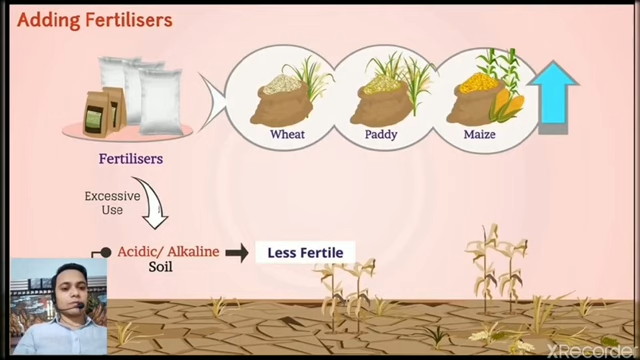 Adding Fertilisers
Wheat
Paddy
Maize
Fertilisers
Excessive
Use
Acidic/ Alkaline
Soil
Less Fertile
XRecorder